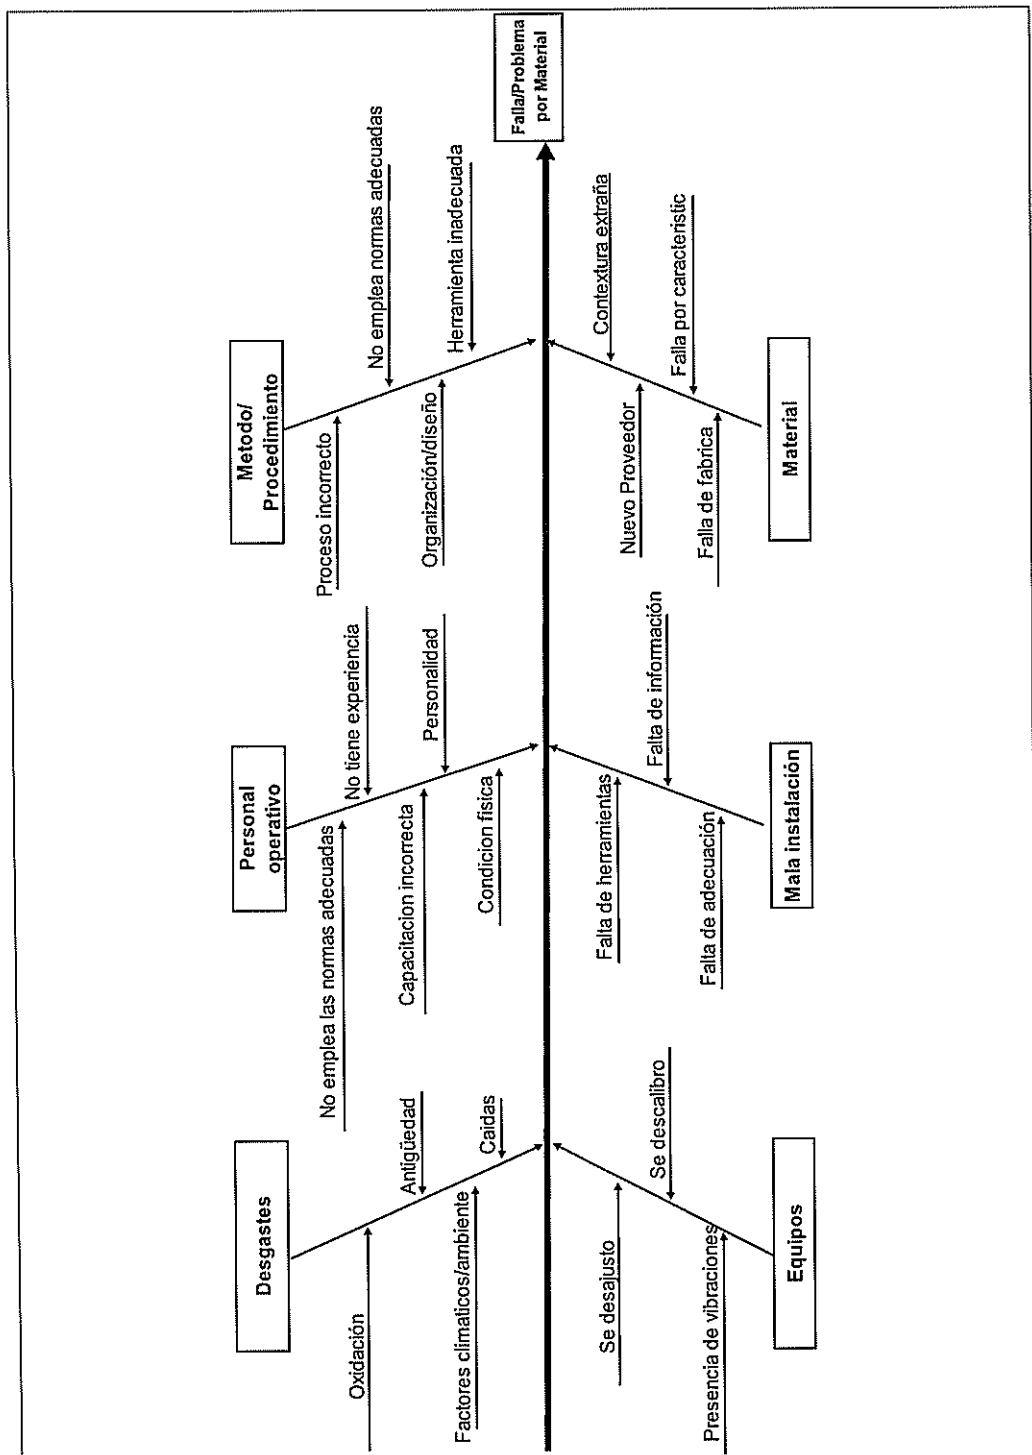 Desgastes
Oxidación
Antigüedad
Factores climaticos/ambiente
Caidas
Personal
operativo
No emplea las normas adecuadas
No tiene experiencia
Capacitacion incorrecta
Personalidad
Condicion fisica
Metodo/
Procedimiento
Proceso incorrecto
No emplea normas adecuadas
Organización/diseño
Herramienta inadecuada
Falla/Problema
por Material
Se desajusto
Se descalibro
Presencia de vibraciones
Equipos
Falta de herramientas
Falta de información
Falta de adecuación
Mala instalación
Contextura extraña
Nuevo Proveedor
Falla por caracteristic
Falla de fabrica
Material